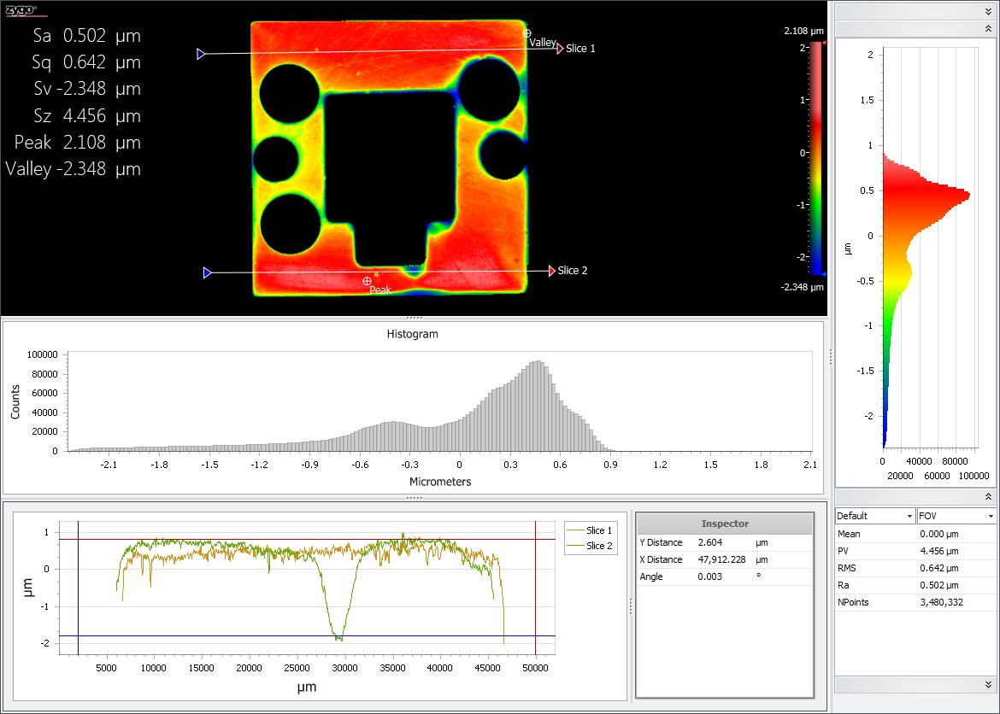 zygo
Sa 0.502 µm
Sq 0.642 µm
Sv -2.348 µm
Sz 4.456 µm
Peak 2.108 µm
Valley -2.348 µm
Valley
Slice 1
Slice 2
Peak
2.108 µm
2
1
0
-1
-2
-2.348 µm
Histogram
Counts
100000
80000
60000
40000
20000
0
-2.1 -1.8 -1.5 -1.2 -0.9 -0.6 -0.3 0 0.3 0.6 0.9 1.2 1.5 1.8 2.1
Micrometers
µm
1
0
-1
-2
5000 10000 15000 20000 25000 30000 35000 40000 45000 50000
µm
Slice 1
Slice 2
Inspector
Y Distance 2.604 µm
X Distance 47,912.228 µm
Angle 0.003 °
2
1.5
1
0.5
0
-0.5
-1
-1.5
-2
µm
0 40000 80000
20000 60000 100000
Default FOV
Mean 0.000 µm
PV 4.456 µm
RMS 0.642 µm
Ra 0.502 µm
NPoints 3,480,332